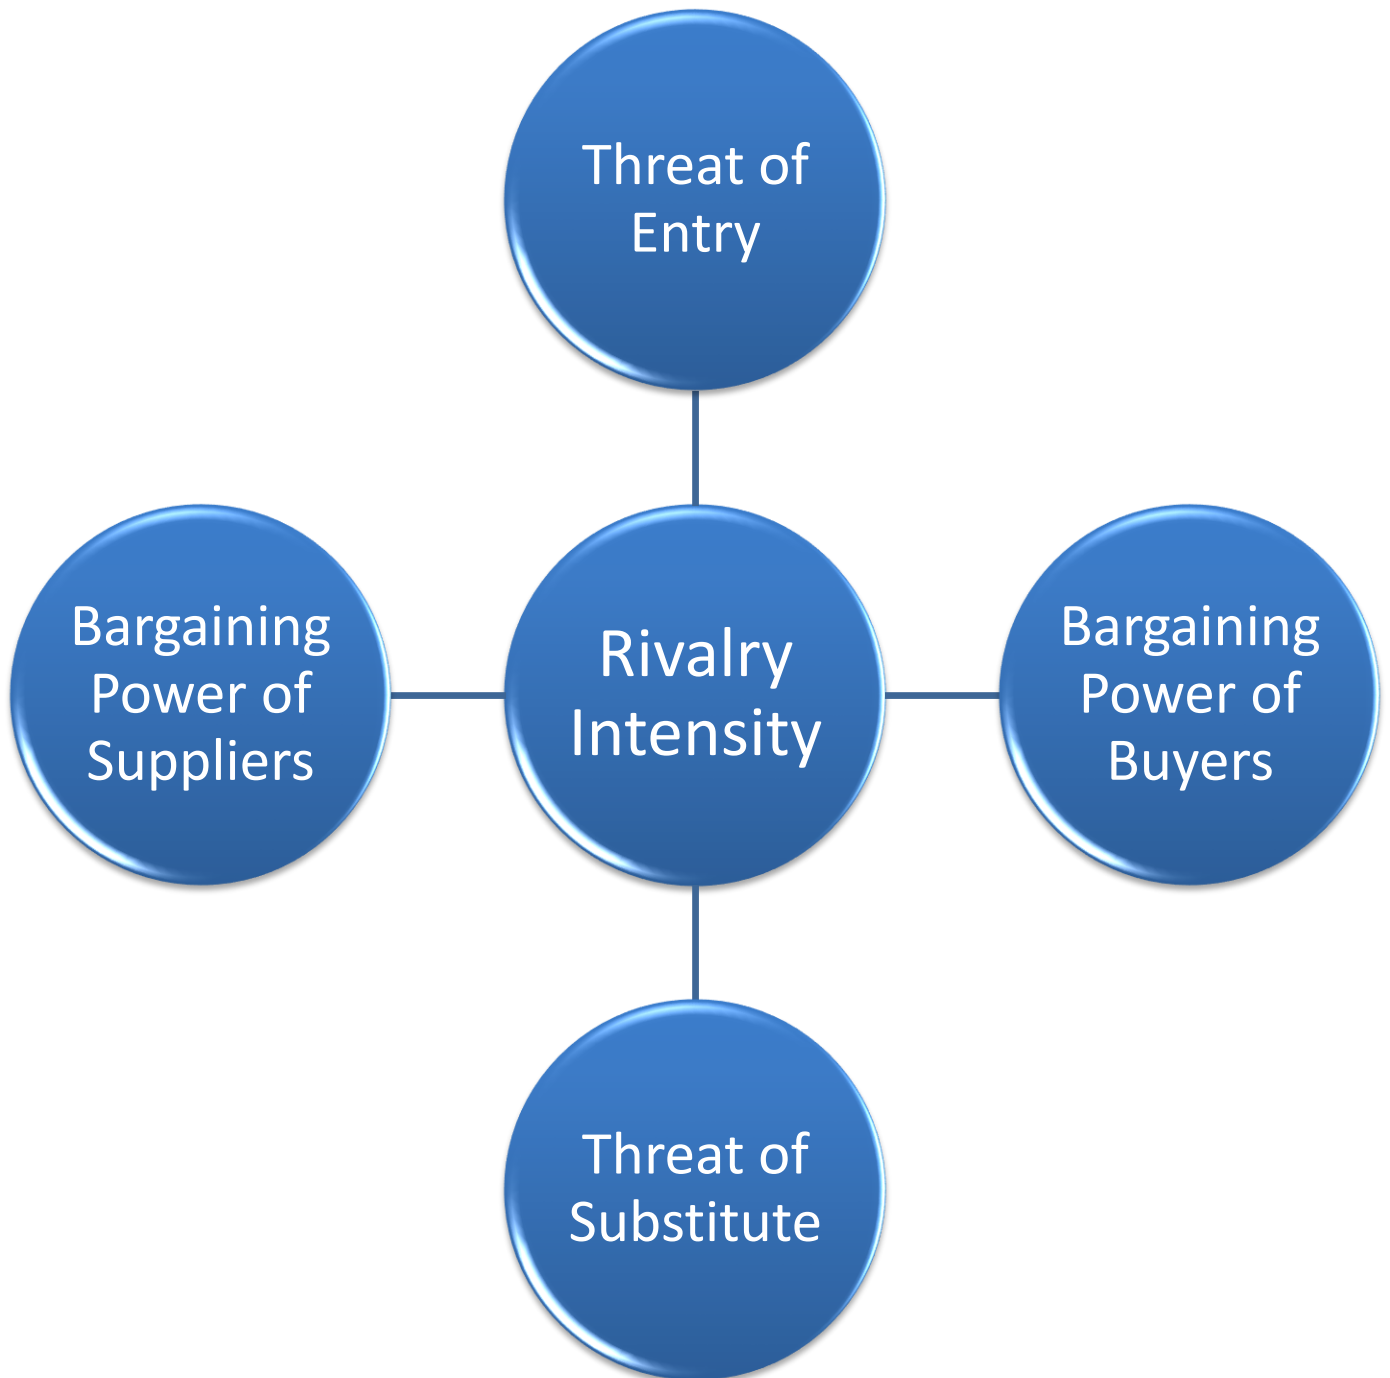 Threat of
Entry
Bargaining
Power of
Suppliers
Rivalry
Intensity
Bargaining
Power of
Buyers
Threat of
Substitute